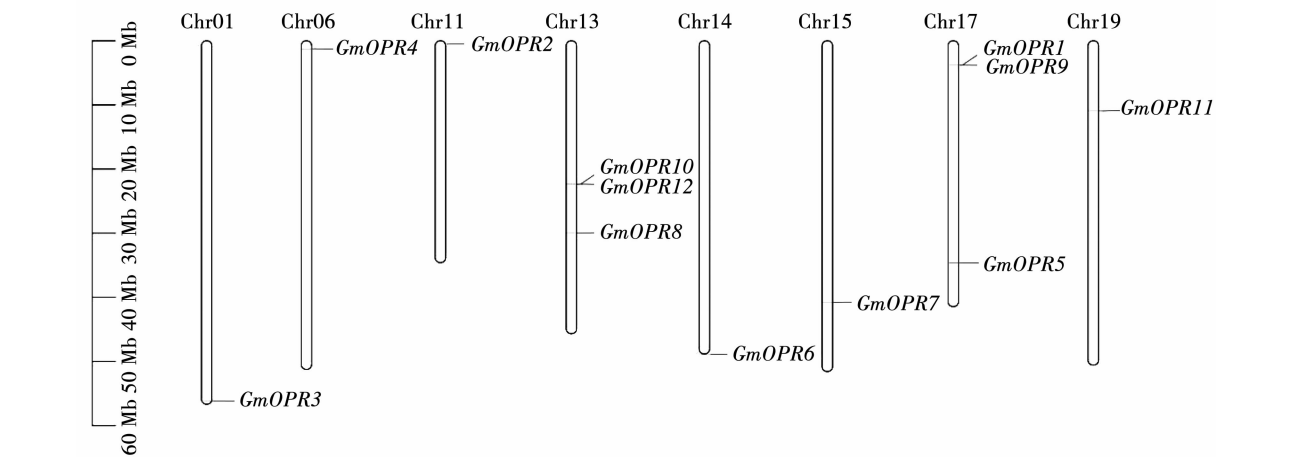 Chr01 Chr06 Chr11 Chr13 Chr14 Chr15 Chr17 Chr19
0 Mb
10 Mb
20 Mb
30 Mb
40 Mb
50 Mb
60 Mb
GmOPR3
GmOPR4
GmOPR2
GmOPR10
GmOPR12
GmOPR8
GmOPR6
GmOPR7
GmOPR1
GmOPR9
GmOPR5
GmOPR11